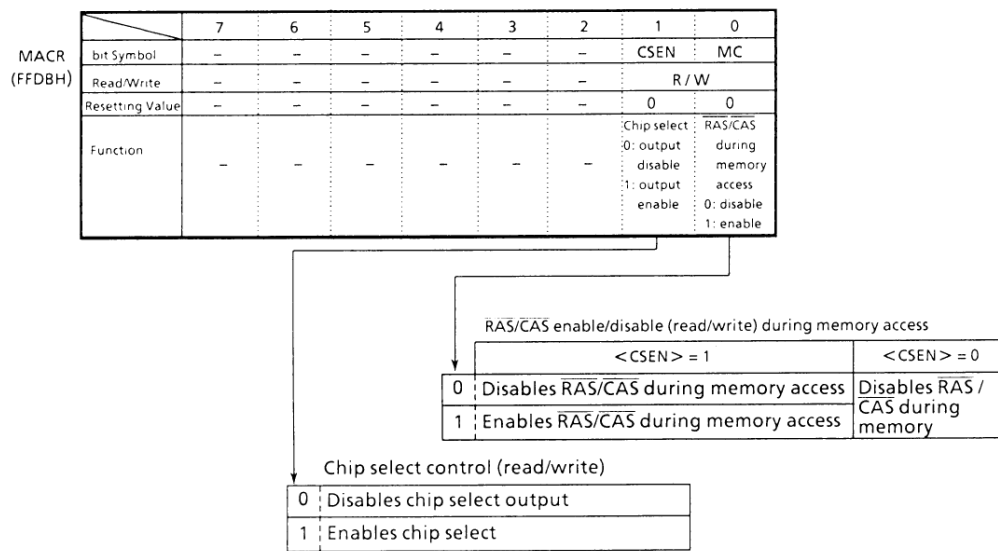 7 6 5 4 3 2 1 0
MACR (FFDBH)
bit Symbol – – – – – – CSEN MC
Read/Write – – – – – – R / W
Resetting Value – – – – – – 0 0
Function – – – – – –
Chip select
0: output
disable
1: output
enable
RAS/CAS
during
memory
access
0: disable
1: enable
RAS/CAS enable/disable (read/write) during memory access
<CSEN> = 1 <CSEN> = 0
0 Disables RAS/CAS during memory access
1 Enables RAS/CAS during memory access
Disables RAS /
CAS during
memory
Chip select control (read/write)
0 Disables chip select output
1 Enables chip select